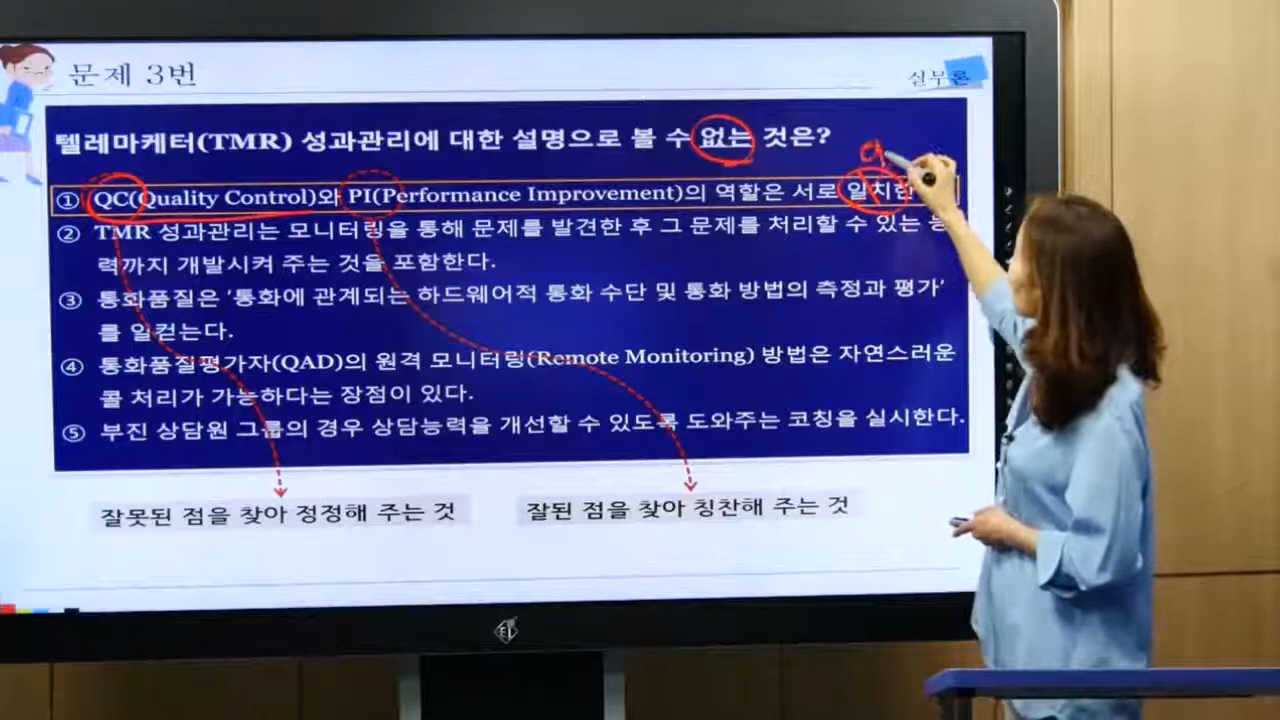 문제 3번
실무론
텔레마케터(TMR) 성과관리에 대한 설명으로 볼 수 없는 것은?
① QC(Quality Control)와 PI(Performance Improvement)의 역할은 서로
② TMR 성과관리는 모니터링을 통해 문제를 발견한 후 그 문제를 처리할 수 있는 능
력까지 개발시켜 주는 것을 포함한다.
③ 통화품질은 ‘통화에 관계되는 하드웨어적 통화 수단 및 통화 방법의 측정과 평가’
를 일컫는다.
④ 통화품질평가자(QAD)의 원격 모니터링(Remote Monitoring) 방법은 자연스러운
콜 처리가 가능하다는 장점이 있다.
⑤ 부진 상담원 그룹의 경우 상담능력을 개선할 수 있도록 도와주는 코칭을 실시한다.
잘못된 점을 찾아 정정해 주는 것
잘된 점을 찾아 칭찬해 주는 것